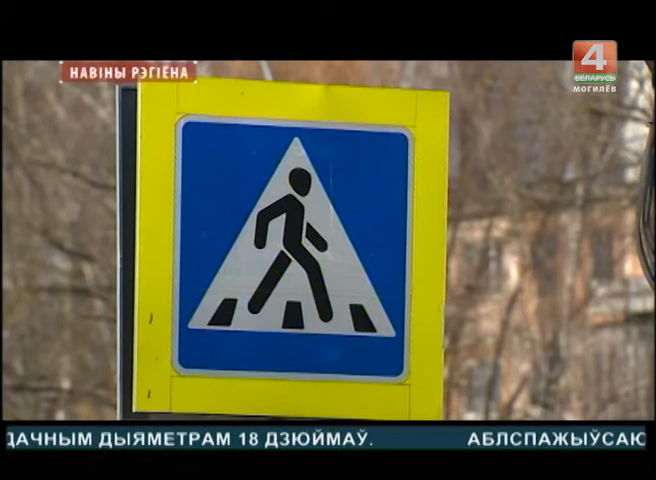 НАВІНЫ РЭГІЁНА
4
БЕЛАРУСЬ
МОГИЛЁВ
ДАЧНЫМ ДЫЯМЕТРАМ 18 ДЗЮЙМАЎ. АБЛСПАЖЫЎСАЮ